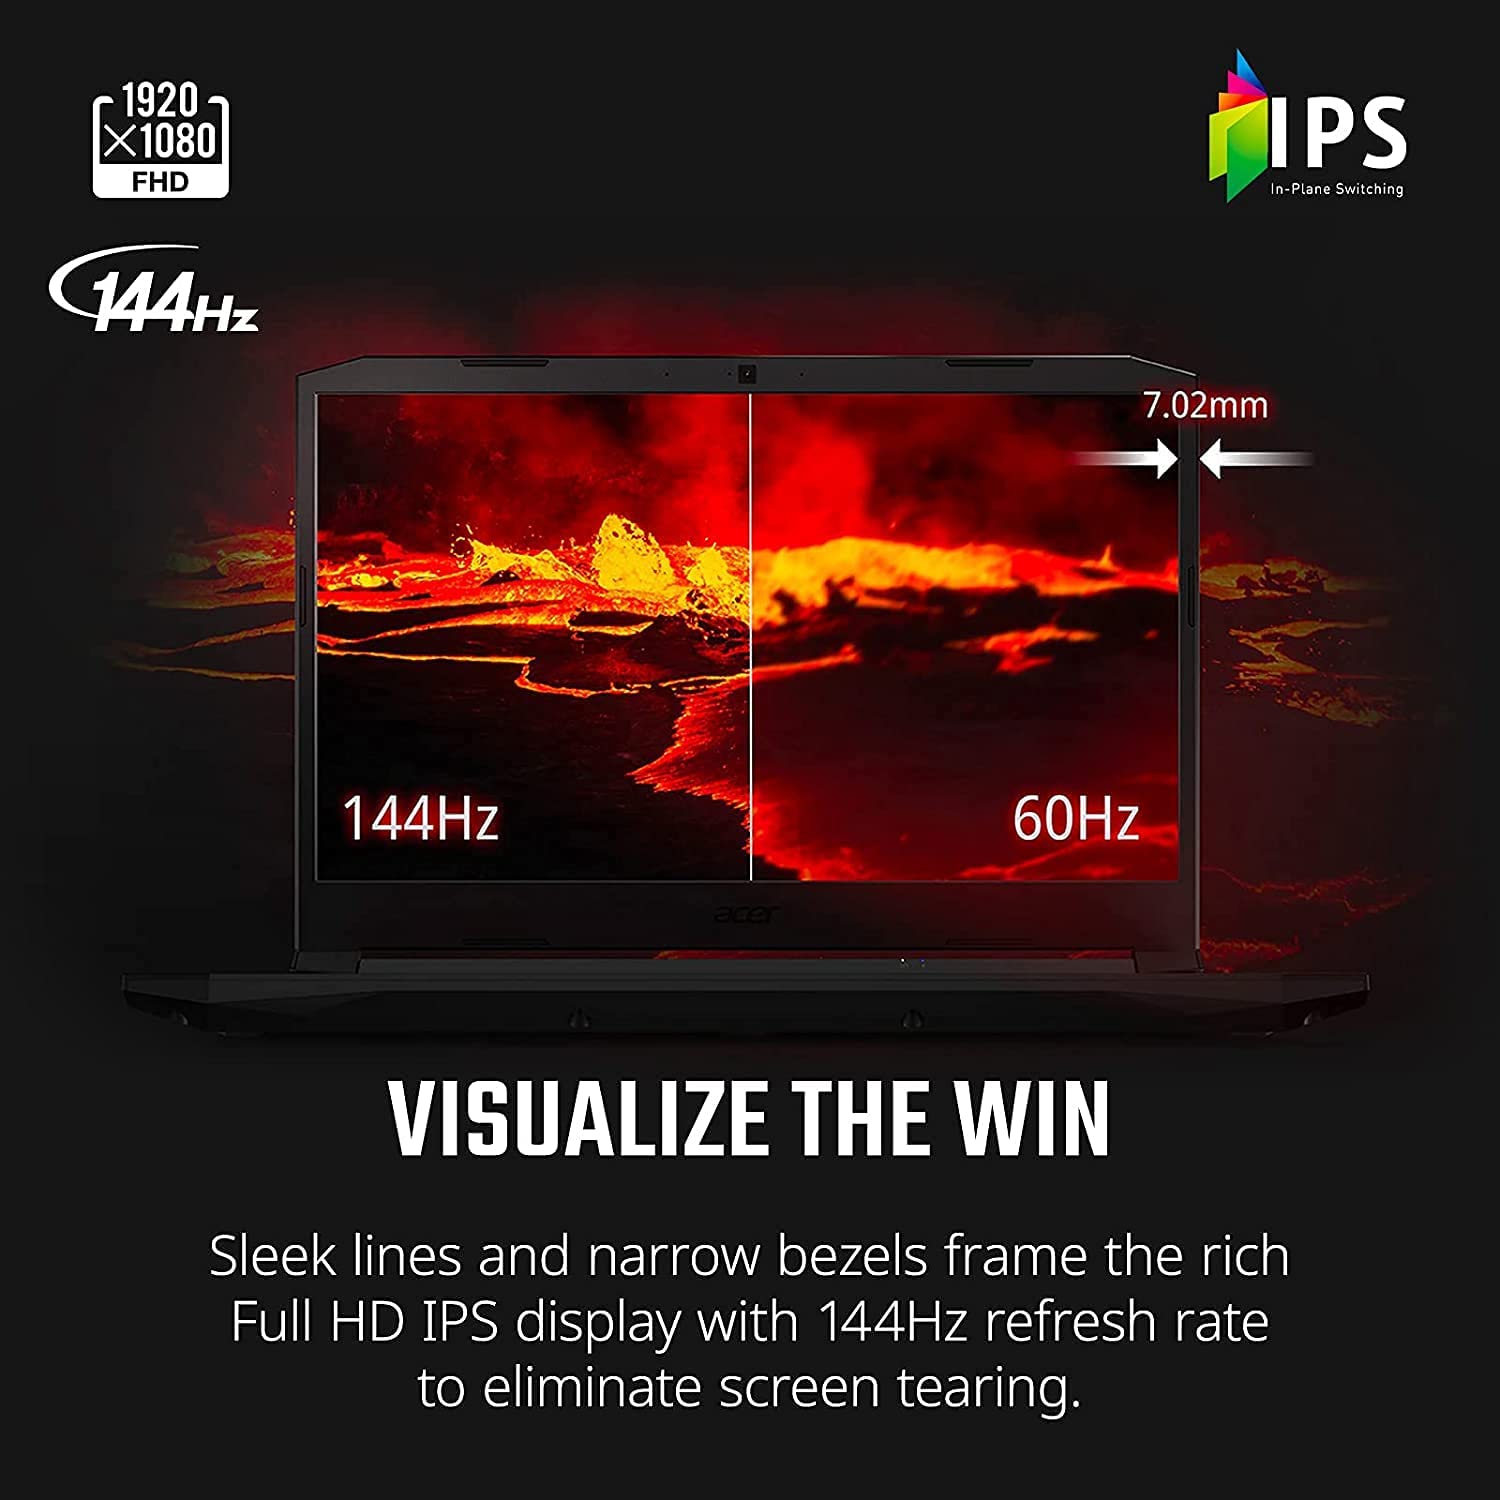 1920
×1080
FHD
IPS
In-Plane Switching
144Hz
7.02mm
144Hz
60Hz
acer
VISUALIZE THE WIN
Sleek lines and narrow bezels frame the rich
Full HD IPS display with 144Hz refresh rate
to eliminate screen tearing.